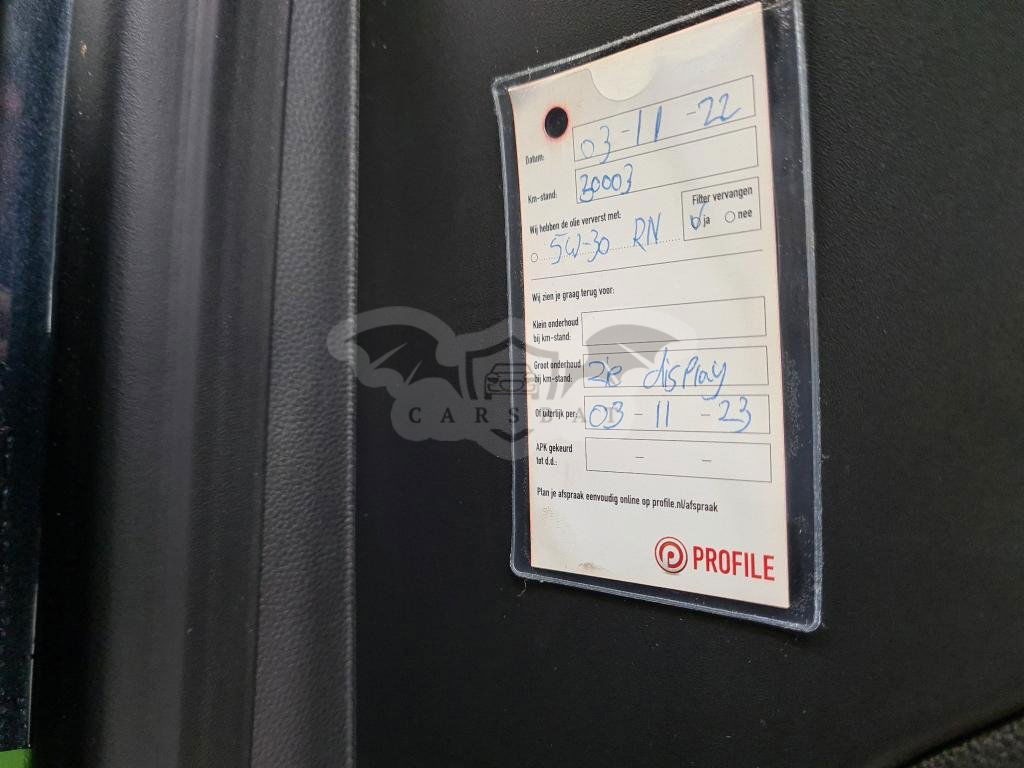 Datum: 03-11-22
Km-stand: 30003
Wij hebben de olie ververst met: Filter vervangen
5W-30 RN ja nee
Wij zien je graag terug voor:
Klein onderhoud
bij km-stand:
Groot onderhoud
bij km-stand: zie display
Of uiterlijk per: 03 - 11 - 23
APK gekeurd
tot d.d.: - -
Plan je afspraak eenvoudig online op profile.nl/afspraak
PROFILE